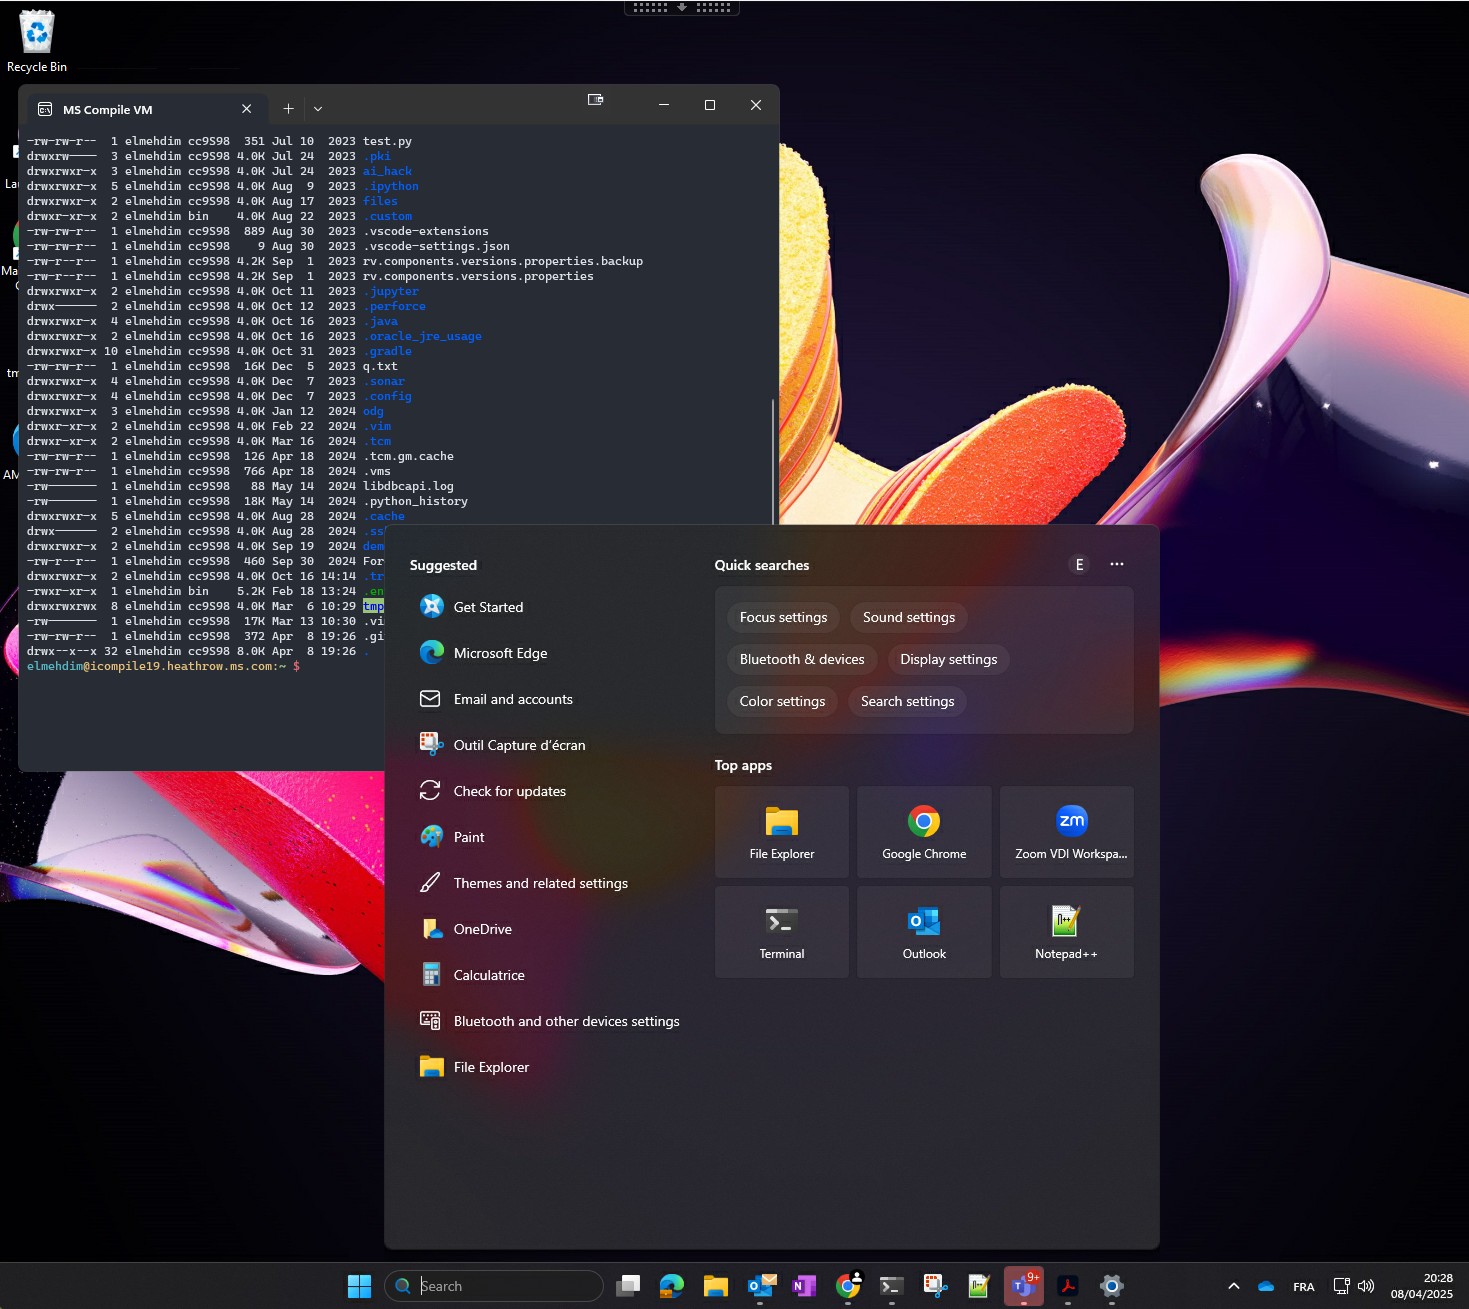 Recycle Bin
MS Compile VM
-rw-rw-r-- 1 elmehdim cc9S98 351 Jul 10 2023 test.py
drwxrw---- 3 elmehdim cc9S98 4.0K Jul 24 2023 .pki
drwxrwxr-x 3 elmehdim cc9S98 4.0K Jul 24 2023 ai_hack
drwxrwxr-x 5 elmehdim cc9S98 4.0K Aug 9 2023 .ipython
drwxrwxr-x 2 elmehdim cc9S98 4.0K Aug 17 2023 files
drwxr-xr-x 2 elmehdim bin 4.0K Aug 22 2023 .custom
-rw-rw-r-- 1 elmehdim cc9S98 889 Aug 30 2023 .vscode-extensions
-rw-rw-r-- 1 elmehdim cc9S98 9 Aug 30 2023 .vscode-settings.json
-rw-r--r-- 1 elmehdim cc9S98 4.2K Sep 1 2023 rv.components.versions.properties.backup
-rw-r--r-- 1 elmehdim cc9S98 4.2K Sep 1 2023 rv.components.versions.properties
drwxrwxr-x 2 elmehdim cc9S98 4.0K Oct 11 2023 .jupyter
drwx------ 2 elmehdim cc9S98 4.0K Oct 12 2023 .perforce
drwxrwxr-x 4 elmehdim cc9S98 4.0K Oct 16 2023 .java
drwxrwxr-x 2 elmehdim cc9S98 4.0K Oct 16 2023 .oracle_jre_usage
drwxrwxr-x 10 elmehdim cc9S98 4.0K Oct 31 2023 .gradle
-rw-rw-r-- 1 elmehdim cc9S98 16K Dec 5 2023 q.txt
drwxrwxr-x 4 elmehdim cc9S98 4.0K Dec 7 2023 .sonar
drwxrwxr-x 4 elmehdim cc9S98 4.0K Dec 7 2023 .config
drwxrwxr-x 3 elmehdim cc9S98 4.0K Jan 12 2024 odg
drwxr-xr-x 2 elmehdim cc9S98 4.0K Feb 22 2024 .vim
drwxr-xr-x 2 elmehdim cc9S98 4.0K Mar 16 2024 .tcm
-rw-rw-r-- 1 elmehdim cc9S98 126 Apr 18 2024 .tcm.gm.cache
-rw-rw-r-- 1 elmehdim cc9S98 766 Apr 18 2024 .vms
-rw------- 1 elmehdim cc9S98 88 May 14 2024 libdbcapi.log
-rw------- 1 elmehdim cc9S98 18K May 14 2024 .python_history
drwxrwxr-x 5 elmehdim cc9S98 4.0K Aug 28 2024 .cache
drwx------ 2 elmehdim cc9S98 4.0K Aug 28 2024 .ss
drwxrwxr-x 2 elmehdim cc9S98 4.0K Sep 19 2024 dem
-rw-r--r-- 1 elmehdim cc9S98 460 Sep 30 2024 For
drwxrwxr-x 2 elmehdim cc9S98 4.0K Oct 16 14:14 .tr
-rwxr-xr-x 1 elmehdim bin 5.2K Feb 18 13:24 .en
drwxrwxrwx 8 elmehdim cc9S98 4.0K Mar 6 10:29 tmp
-rw------- 1 elmehdim cc9S98 17K Mar 13 10:30 .vi
-rw-rw-r-- 1 elmehdim cc9S98 372 Apr 8 19:26 .gi
drwx--x--x 32 elmehdim cc9S98 8.0K Apr 8 19:26 .
elmehdim@icompile19.heathrow.ms.com:~ $
La
Ma
tm
AM
Suggested
Get Started
Microsoft Edge
Email and accounts
Outil Capture d'écran
Check for updates
Paint
Themes and related settings
OneDrive
Calculatrice
Bluetooth and other devices settings
File Explorer
Quick searches
E
Focus settings
Sound settings
Bluetooth & devices
Display settings
Color settings
Search settings
Top apps
File Explorer
Google Chrome
zm
Zoom VDI Workspa...
Terminal
Outlook
Notepad++
Search
9+
FRA
20:28
08/04/2025